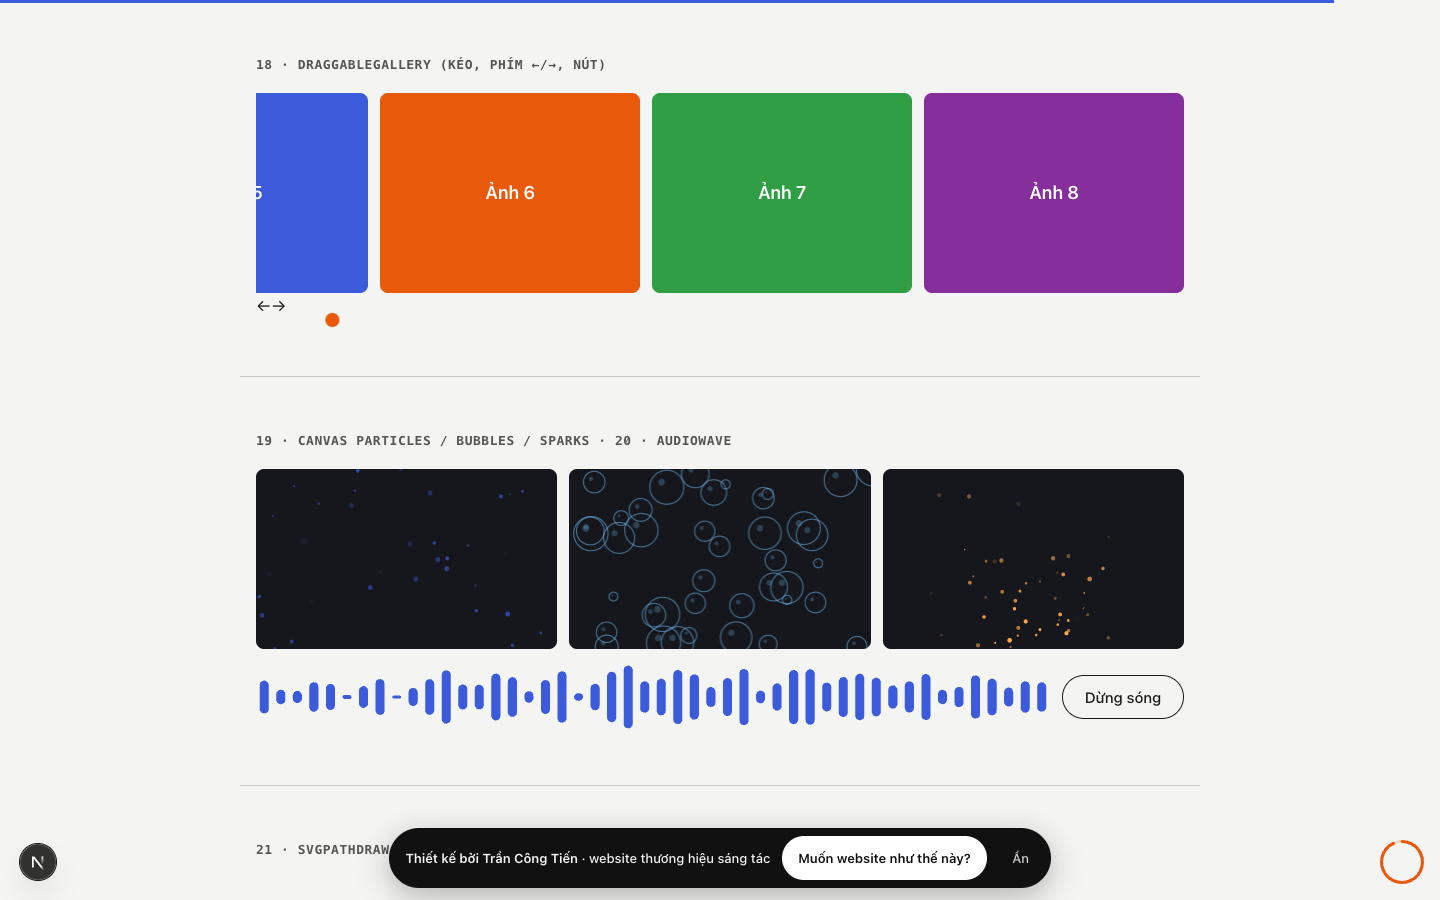 18 · DRAGGABLEGALLERY (KÉO, PHÍM ←/→, NÚT)
5
Ảnh 6
Ảnh 7
Ảnh 8
←→
19 · CANVAS PARTICLES / BUBBLES / SPARKS · 20 · AUDIOWAVE
Dừng sóng
21 · SVGPATHDRAW
Thiết kế bởi Trần Công Tiến · website thương hiệu sáng tác
Muốn website như thế này?
Ẩn
N